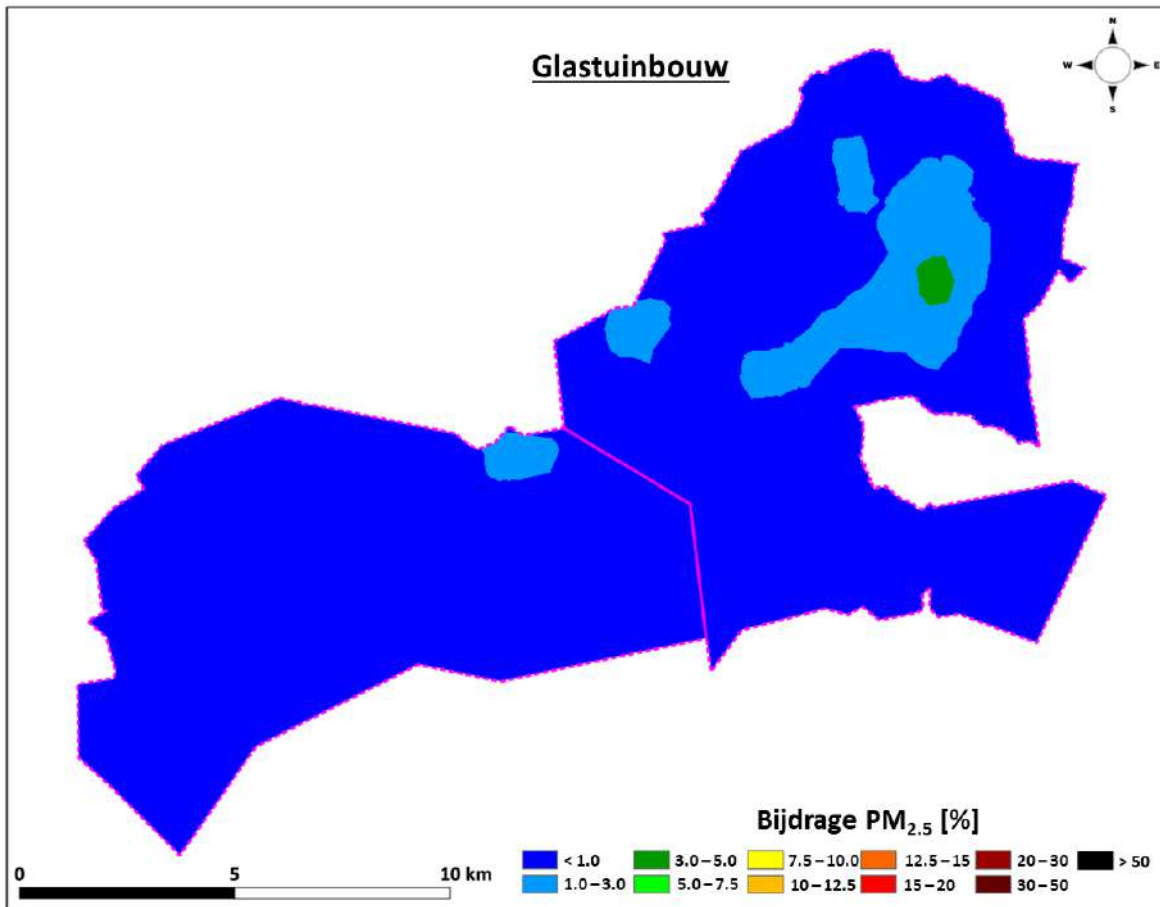 Glastuinbouw
N
W E
S
Bijdrage PM2.5 [%]
0 5 10 km
< 1.0 3.0 – 5.0 7.5 – 10.0 12.5 – 15 20 – 30 > 50
1.0 – 3.0 5.0 – 7.5 10 – 12.5 15 – 20 30 – 50